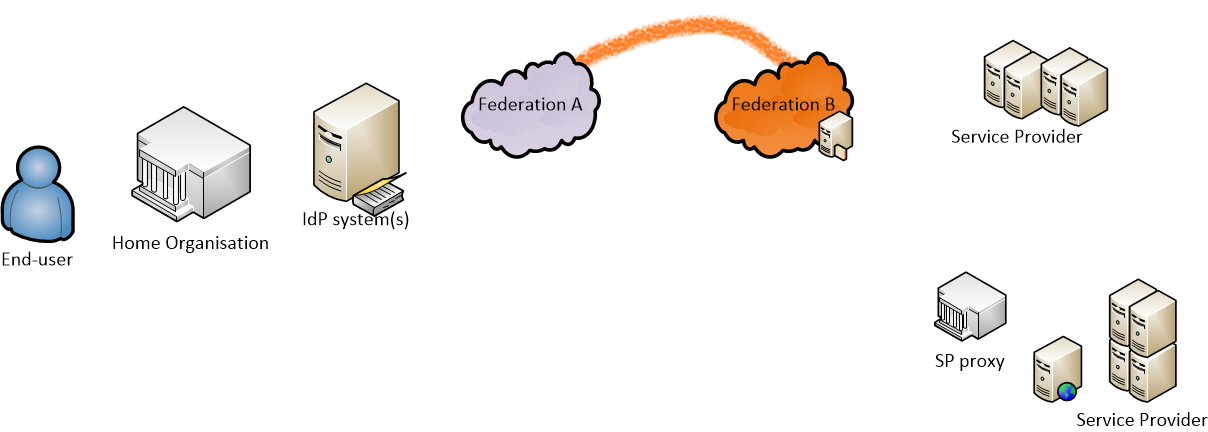 Federation A
Federation B
Service Provider
IdP system(s)
Home Organisation
End-user
SP proxy
Service Provider